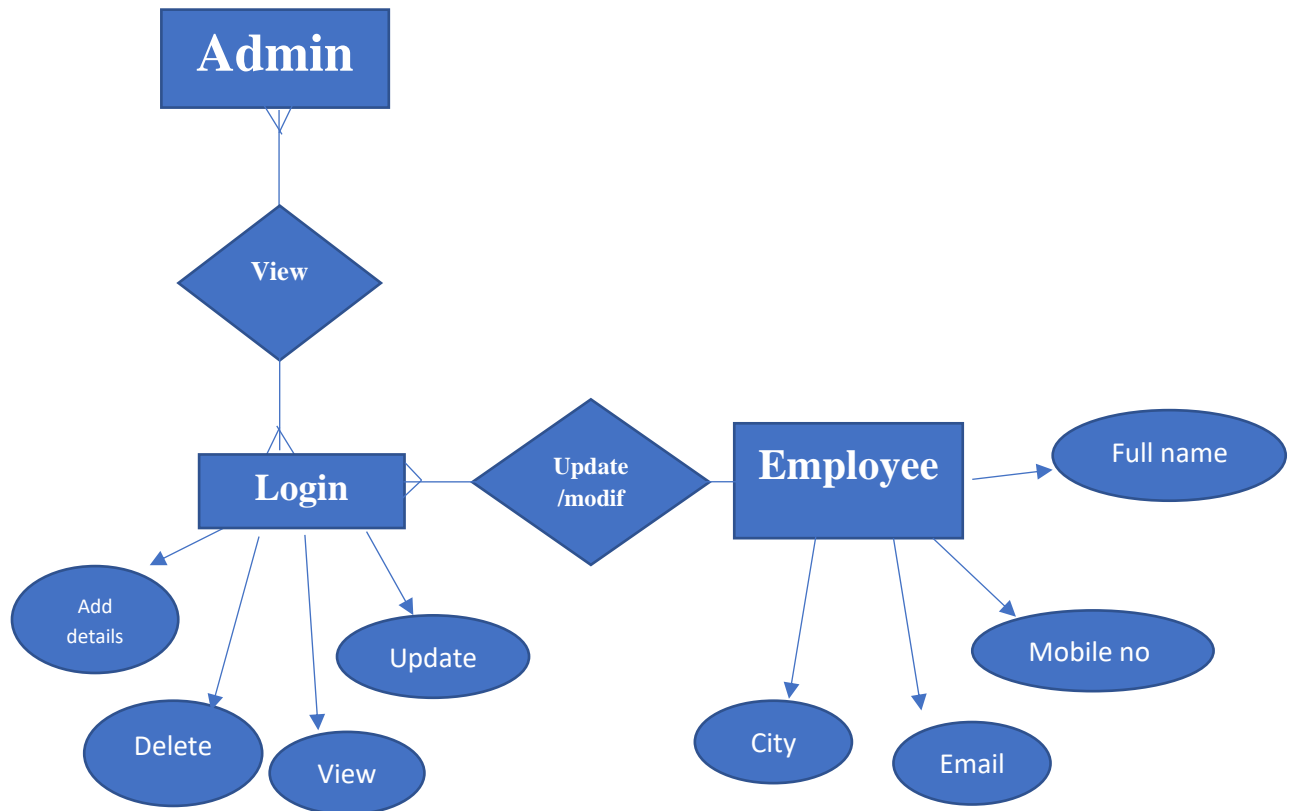 Admin
View
Login
Update
/modif
Employee
Full name
Add
details
Update
Mobile no
Delete
View
City
Email